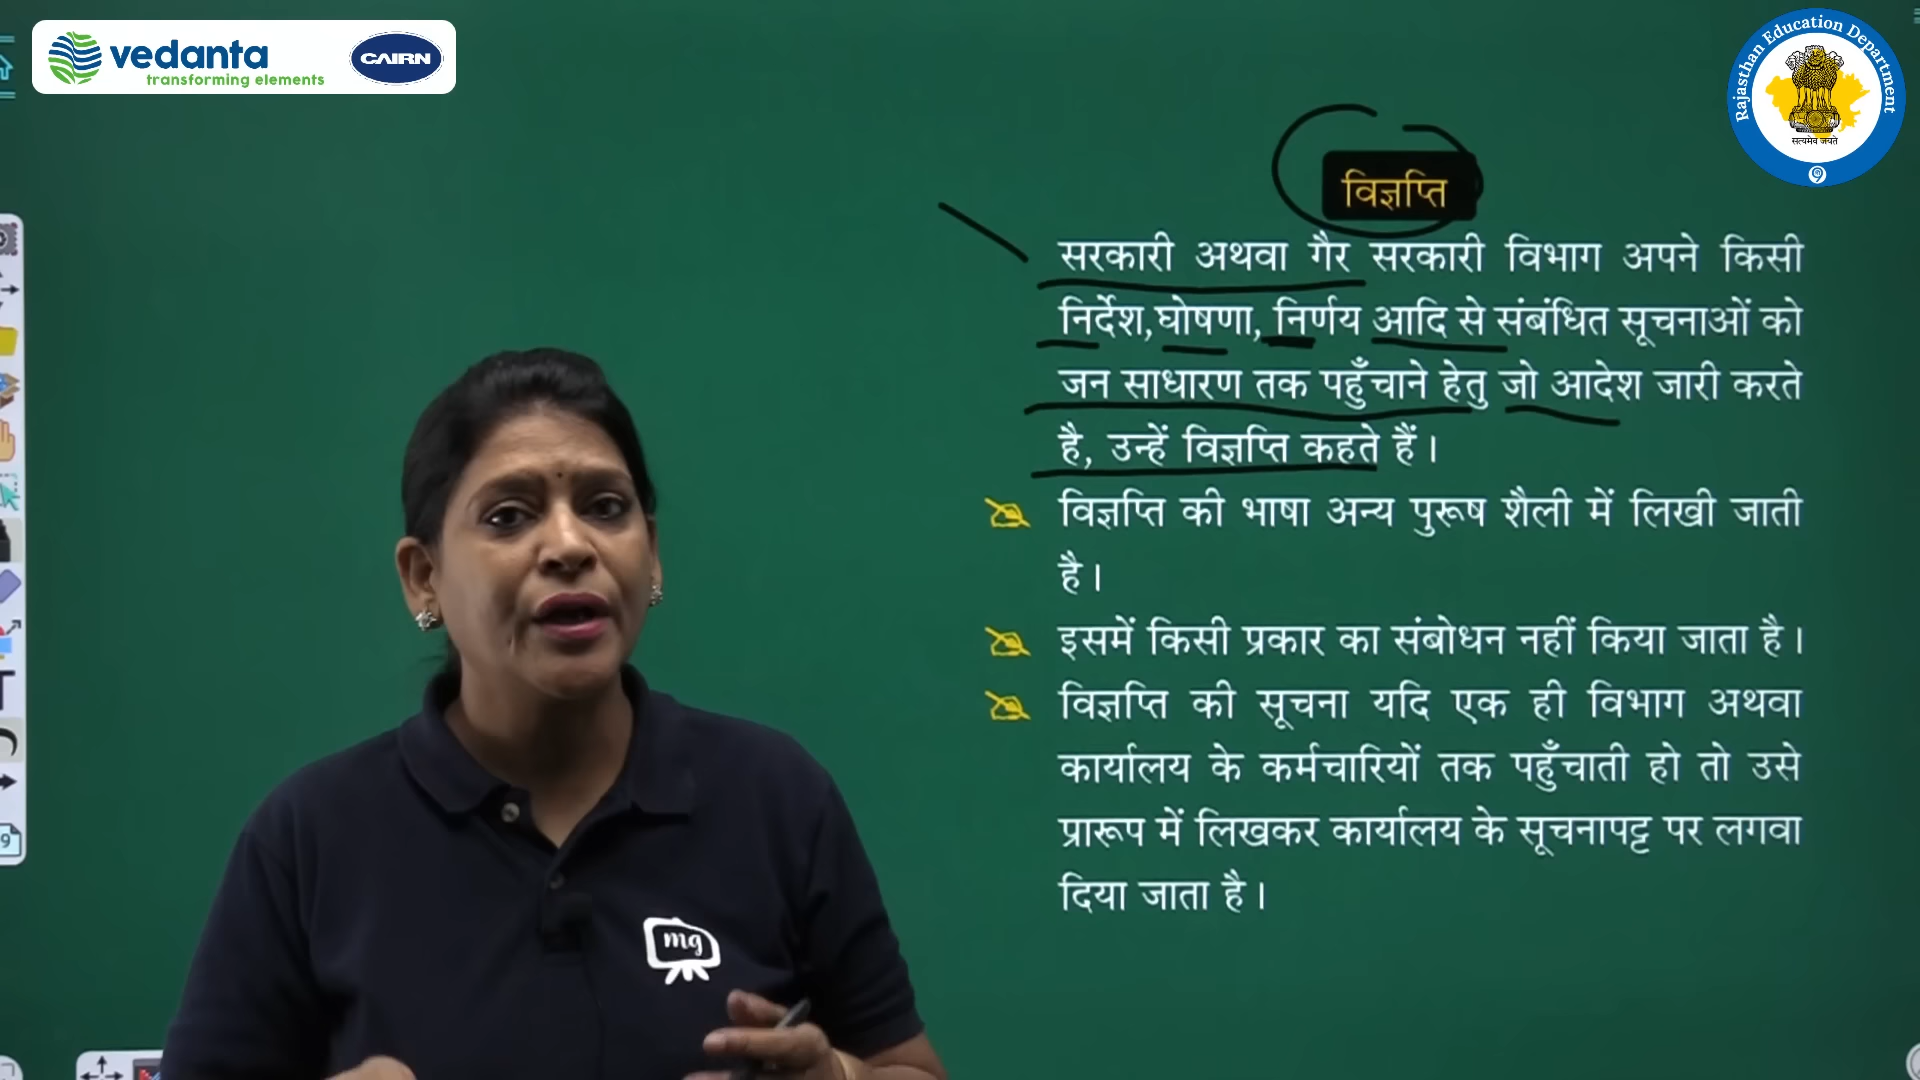 vedanta
transforming elements
CAIRN
Rajasthan Education Department
सत्यमेव जयते
विज्ञप्ति
सरकारी अथवा गैर सरकारी विभाग अपने किसी
निर्देश,घोषणा, निर्णय आदि से संबंधित सूचनाओं को
जन साधारण तक पहुँचाने हेतु जो आदेश जारी करते
है, उन्हें विज्ञप्ति कहते हैं।
विज्ञप्ति की भाषा अन्य पुरूष शैली में लिखी जाती
है।
इसमें किसी प्रकार का संबोधन नहीं किया जाता है।
विज्ञप्ति की सूचना यदि एक ही विभाग अथवा
कार्यालय के कर्मचारियों तक पहुँचाती हो तो उसे
प्रारूप में लिखकर कार्यालय के सूचनापट्ट पर लगवा
दिया जाता है।
mg